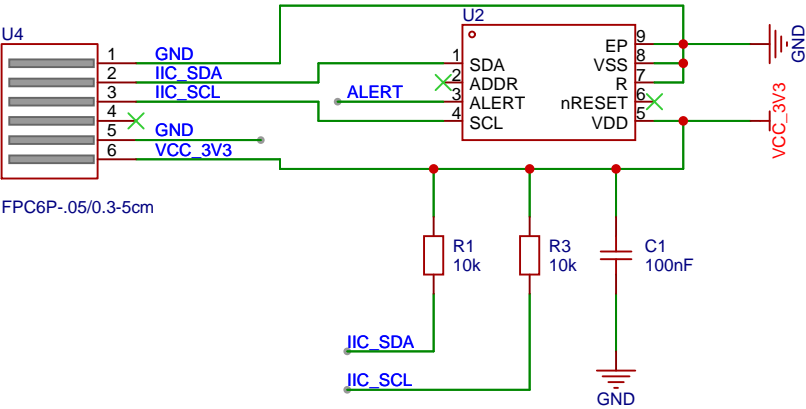 U4
1 GND
2 IIC_SDA
3 IIC_SCL
4
5 GND
6 VCC_3V3
FPC6P-.05/0.3-5cm
U2
1 SDA
2 ADDR
3 ALERT
4 SCL
ALERT
EP 9
VSS 8
R 7
nRESET 6
VDD 5
GND
VCC_3V3
R1
10k
R3
10k
C1
100nF
IIC_SDA
IIC_SCL
GND